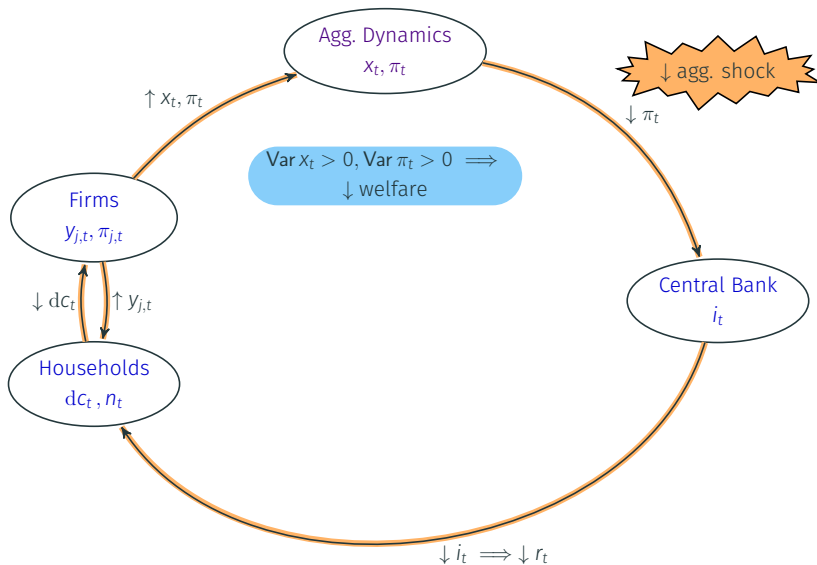 Agg. Dynamics
x_t, π_t
↓ agg. shock
↑ x_t, π_t
↓ π_t
Var x_t > 0, Var π_t > 0 ⟹
↓ welfare
Firms
y_{j,t}, π_{j,t}
Central Bank
i_t
↓ dc_t
↑ y_{j,t}
Households
dc_t, n_t
↓ i_t ⟹ ↓ r_t